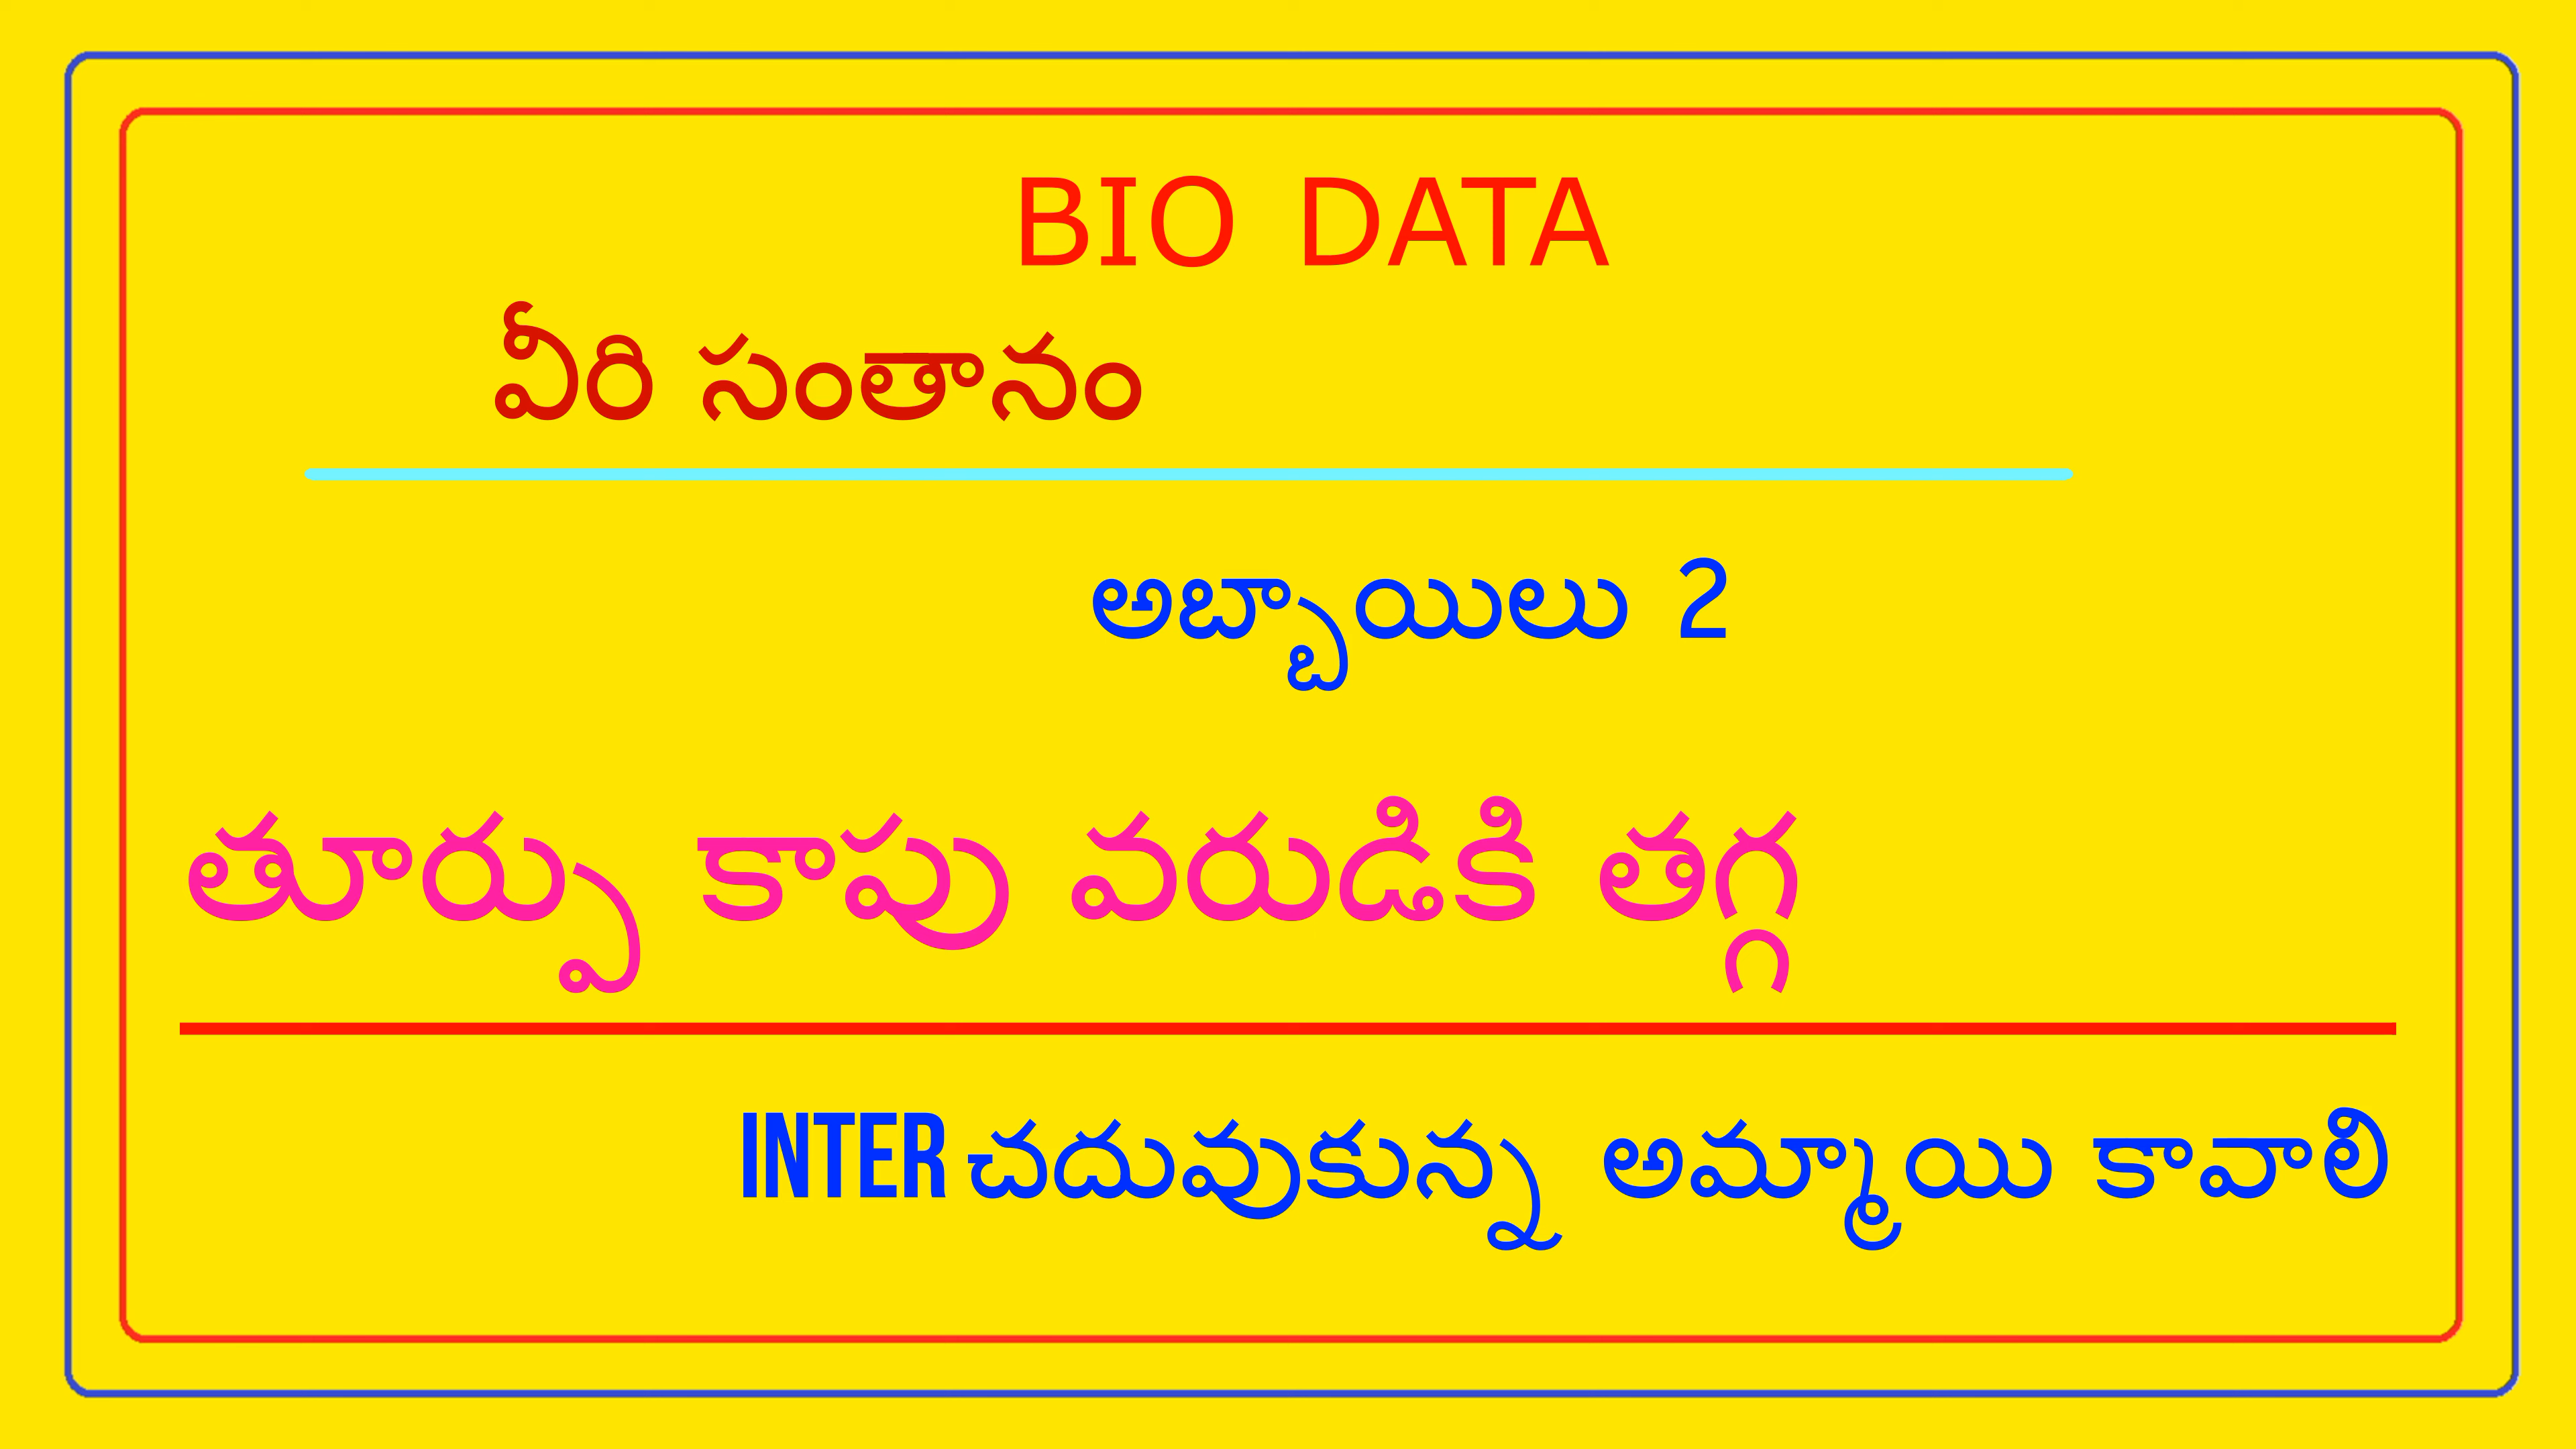 BIO DATA
వీరి సంతానం
అబ్బాయిలు 2
తూర్పు కాపు వరుడికి తగ్గ
INTER చదువుకున్న అమ్మాయి కావాలి